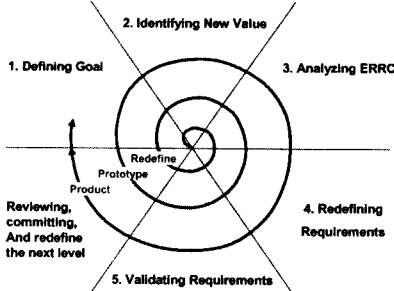 2. Identifying New Value
1. Defining Goal
3. Analyzing ERRC
Redefine
Prototype
Product
Reviewing,
committing,
And redefine
the next level
4. Redefining
Requirements
5. Validating Requirements